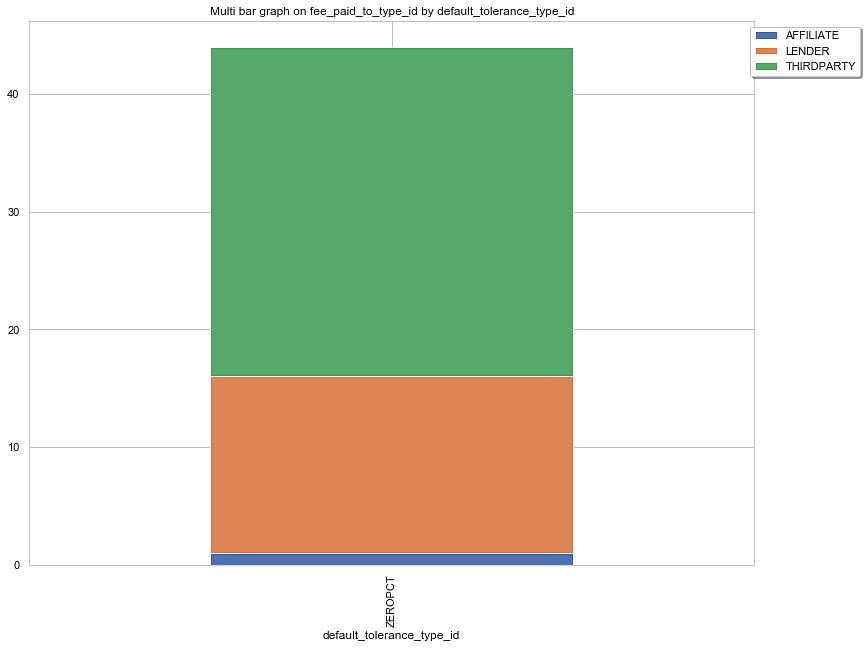 Multi bar graph on fee_paid_to_type_id by default_tolerance_type_id
AFFILIATE
LENDER
THIRDPARTY
40
30
20
10
0
ZEROPCT
default_tolerance_type_id